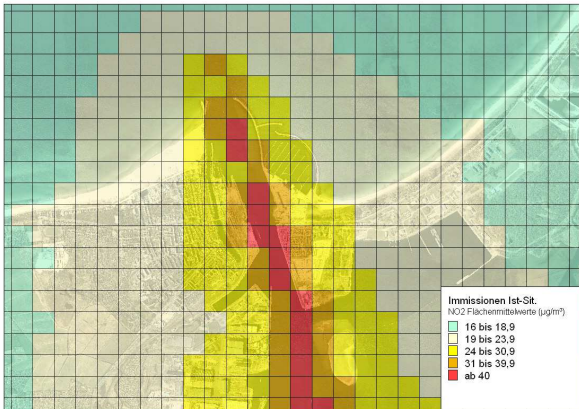 Immissionen Ist-Sit.
NO2 Flächenmittelwerte (µg/m³)
16 bis 18,9
19 bis 23,9
24 bis 30,9
31 bis 39,9
ab 40